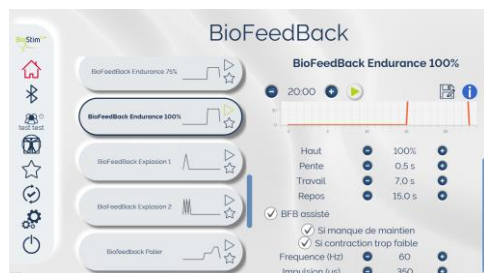 BioStim
BioFeedBack
test test
BioFeedBack Endurance 75%
BioFeedBack Endurance 100%
BioFeedBack Explosion 1
BioFeedBack Explosion 2
Biofeedback Palier
BioFeedBack Endurance 100%
20:00
Haut 100%
Pente 0,5 s
Travail 7,0 s
Repos 15,0 s
BFB assisté
Si manque de maintien
Si contraction trop faible
Frequence (Hz) 60
Impulsion (µs) 350